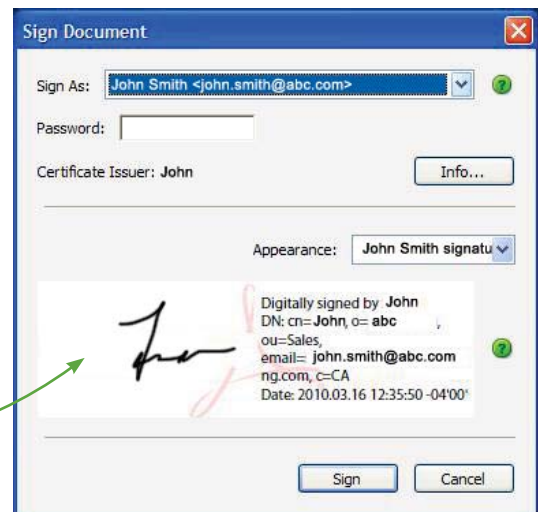 Sign Document
Sign As: John Smith <john.smith@abc.com>
Password:
Certificate Issuer: John
Info...
Appearance: John Smith signatu
Digitally signed by John
DN: cn= John, o= abc ,
ou=Sales,
email= john.smith@abc.com
ng.com, c=CA
Date: 2010.03.16 12:35:50 -04'00'
Sign
Cancel